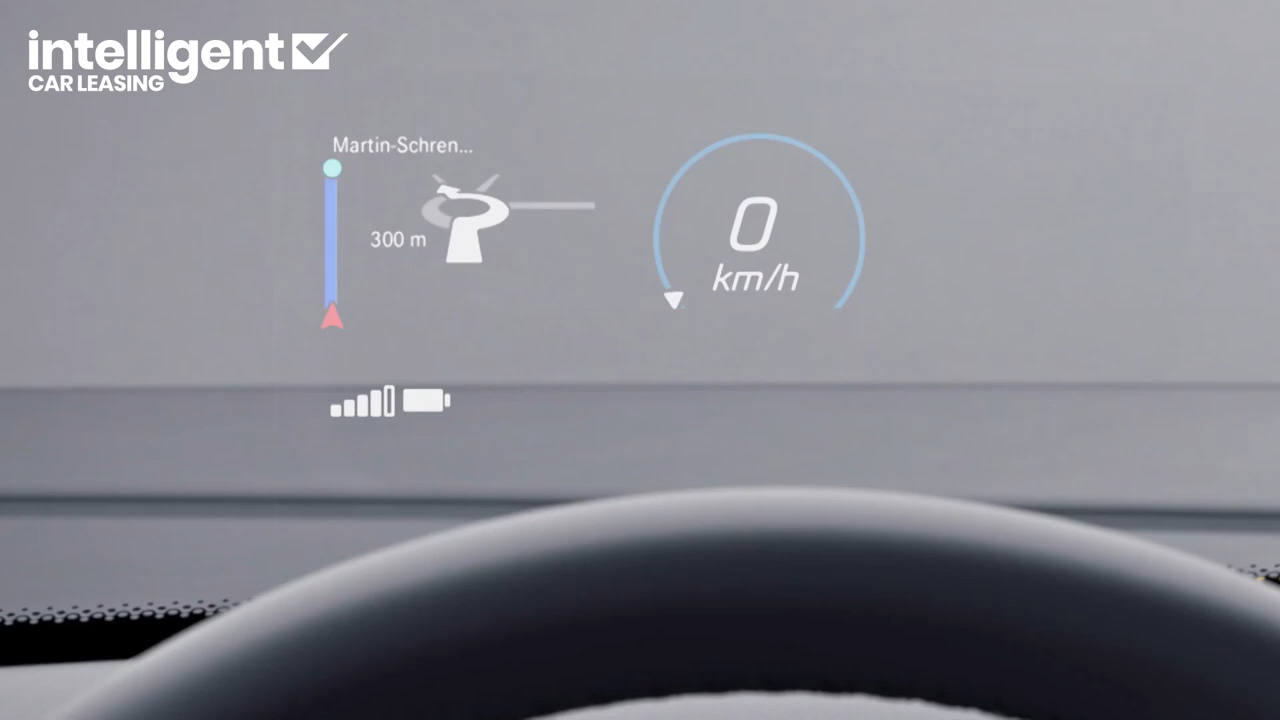 intelligent
CAR LEASING
Martin-Schren...
300 m
0
km/h